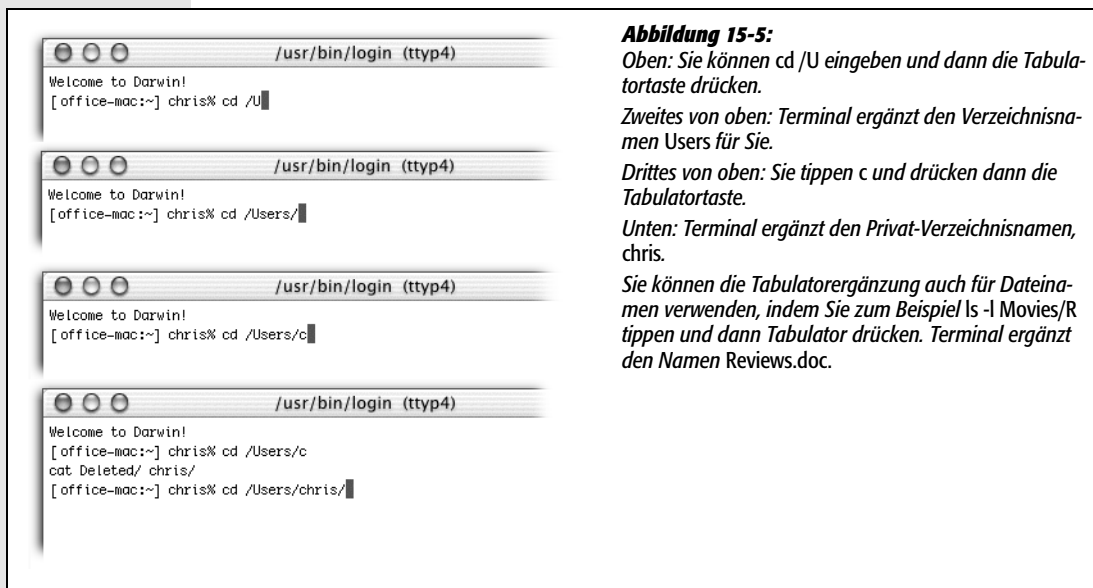 /usr/bin/login (ttyp4)
Welcome to Darwin!
[office-mac:~] chris% cd /U
/usr/bin/login (ttyp4)
Welcome to Darwin!
[office-mac:~] chris% cd /Users/
/usr/bin/login (ttyp4)
Welcome to Darwin!
[office-mac:~] chris% cd /Users/c
/usr/bin/login (ttyp4)
Welcome to Darwin!
[office-mac:~] chris% cd /Users/c
cat Deleted/ chris/
[office-mac:~] chris% cd /Users/chris/
Abbildung 15-5:
Oben: Sie können cd /U eingeben und dann die Tabula-
tortaste drücken.
Zweites von oben: Terminal ergänzt den Verzeichnisna-
men Users für Sie.
Drittes von oben: Sie tippen c und drücken dann die
Tabulatortaste.
Unten: Terminal ergänzt den Privat-Verzeichnisnamen,
chris.
Sie können die Tabulatorergänzung auch für Dateina-
men verwenden, indem Sie zum Beispiel ls -l Movies/R
tippen und dann Tabulator drücken. Terminal ergänzt
den Namen Reviews.doc.